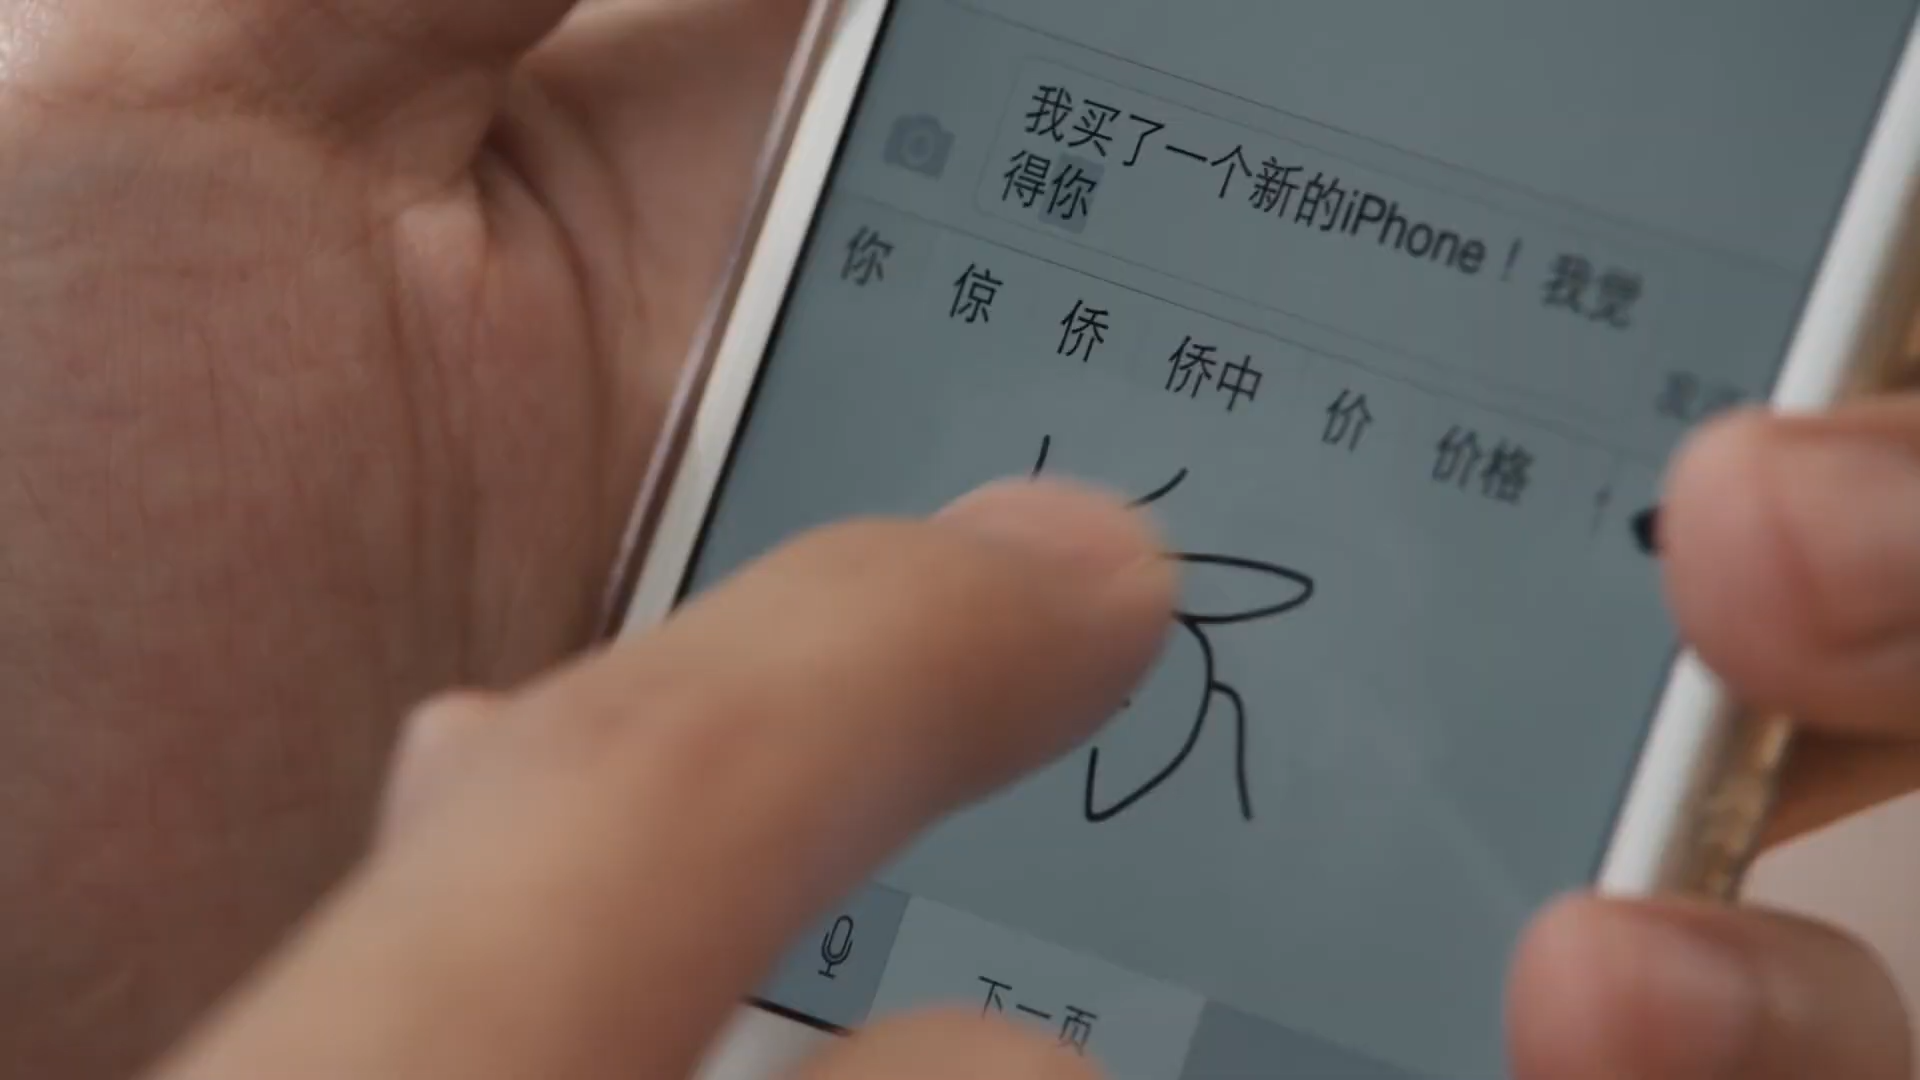 我买了一个新的iPhone！我觉
得你
你 倞 侨 侨中 价 价格
下一页